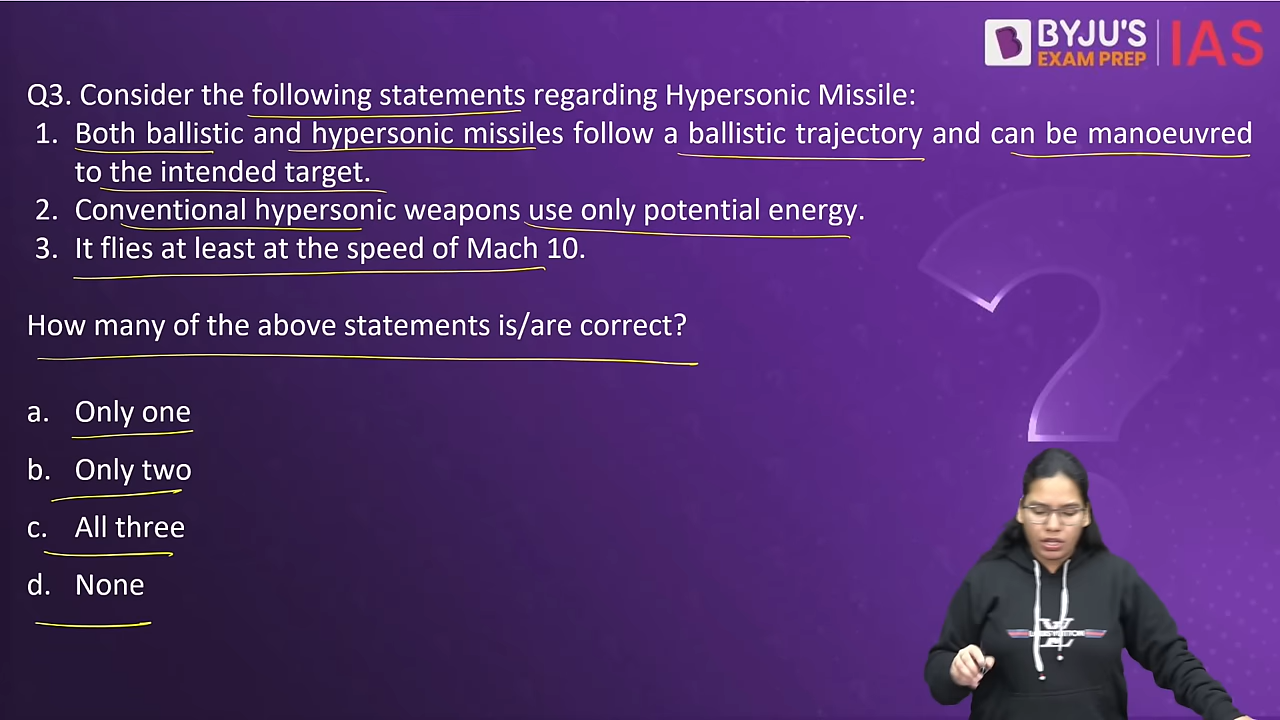 BYJU'S
EXAM PREP
IAS
Q3. Consider the following statements regarding Hypersonic Missile:
1. Both ballistic and hypersonic missiles follow a ballistic trajectory and can be manoeuvred
to the intended target.
2. Conventional hypersonic weapons use only potential energy.
3. It flies at least at the speed of Mach 10.
How many of the above statements is/are correct?
a. Only one
b. Only two
c. All three
d. None